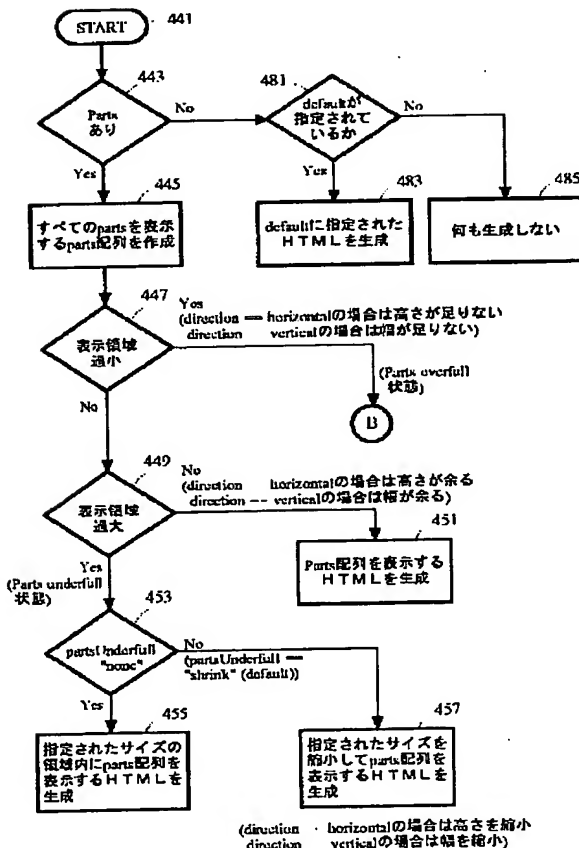 START
441
443
Parts
あり
No
Yes
481
defaultが
指定されて
いるか
No
Yes
445
すべてのpartsを表示
するparts配列を作成
483
defaultに指定された
HTMLを生成
485
何も生成しない
447
表示領域
過小
Yes
(direction == horizontalの場合は高さが足りない
direction verticalの場合は幅が足りない)
No
(Parts overfull
状態)
B
449
表示領域
過大
No
(direction horizontalの場合は高さが余る
direction == verticalの場合は幅が余る)
451
Parts配列を表示する
HTMLを生成
Yes
(Parts underfull
状態)
453
partsUnderfull
"none"
No
(partsUnderfull ==
"shrink" (default))
Yes
455
指定されたサイズの
領域内にparts配列を
表示するHTMLを
生成
457
指定されたサイズを
縮小してparts配列を
表示するHTMLを
生成
(direction horizontalの場合は高さを縮小
direction verticalの場合は幅を縮小)